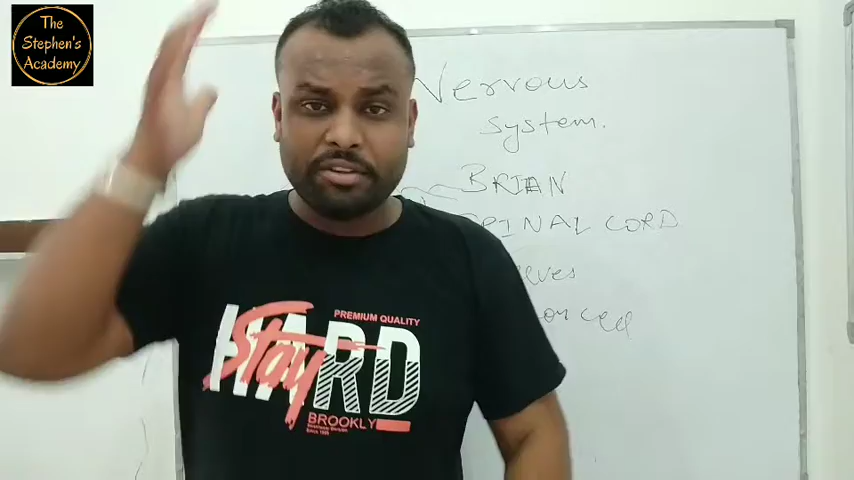 The
Stephen's
Academy
Nervous
System.
BRIAN
SPINAL CORD
PREMIUM QUALITY
HARD
Stay
BROOKLY